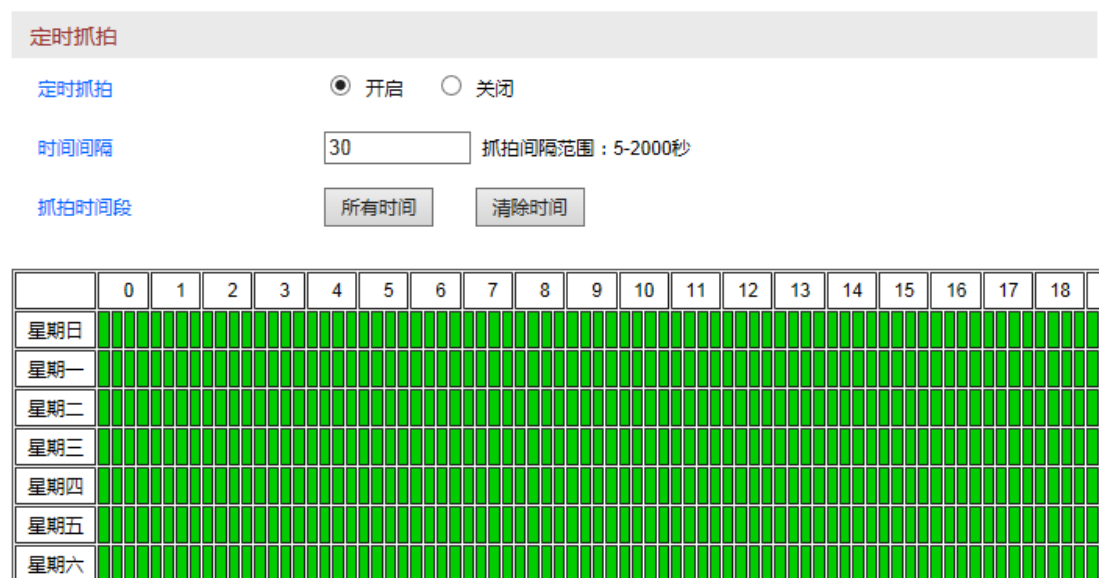 定时抓拍
定时抓拍 开启 关闭
时间间隔 30 抓拍间隔范围：5-2000秒
抓拍时间段 所有时间 清除时间
0 1 2 3 4 5 6 7 8 9 10 11 12 13 14 15 16 17 18
星期日
星期一
星期二
星期三
星期四
星期五
星期六